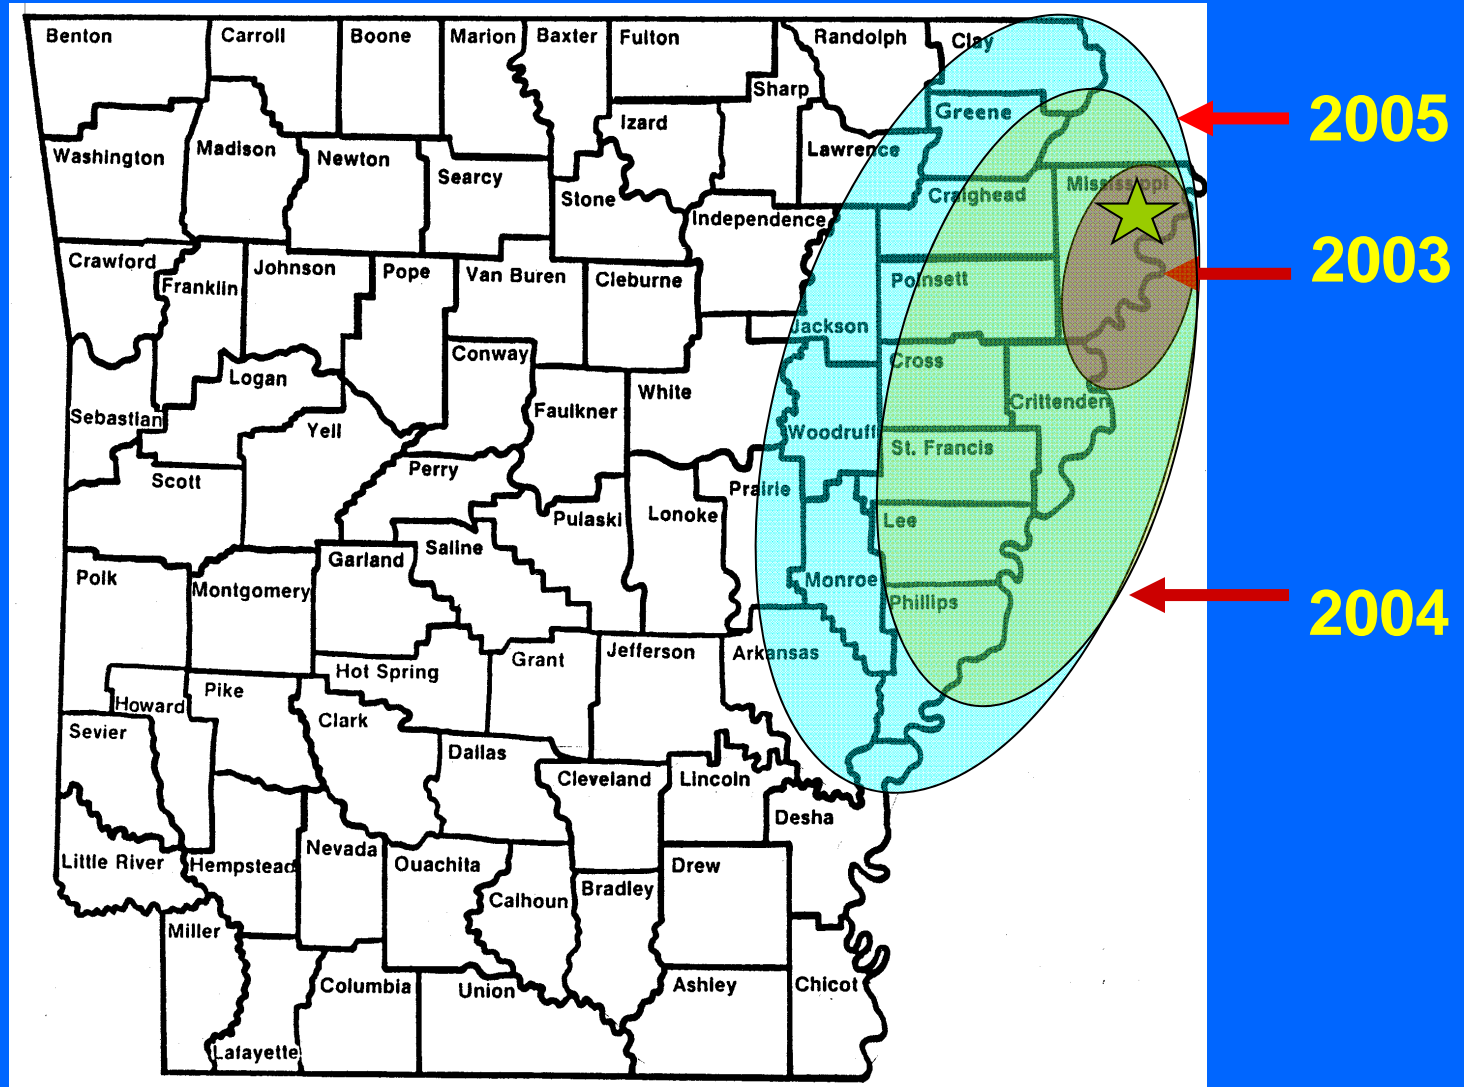 Benton
Carroll
Boone
Marion
Baxter
Fulton
Randolph
Clay
Sharp
Greene
2005
Izard
Washington
Madison
Newton
Lawrence
Searcy
Stone
Craighead
Mississippi
Independence
Crawford
Franklin
Johnson
Pope
Van Buren
Cleburne
Poinsett
2003
Jackson
Conway
Cross
Logan
White
Sebastian
Faulkner
Crittenden
Yell
Woodruff
St. Francis
Perry
Scott
Prairie
Pulaski
Lonoke
Lee
Saline
Garland
Polk
Montgomery
Monroe
Phillips
2004
Hot Spring
Grant
Jefferson
Arkansas
Pike
Howard
Clark
Sevier
Dallas
Cleveland
Lincoln
Desha
Little River
Hempstead
Nevada
Ouachita
Calhoun
Bradley
Drew
Miller
Columbia
Union
Ashley
Chicot
Lafayette